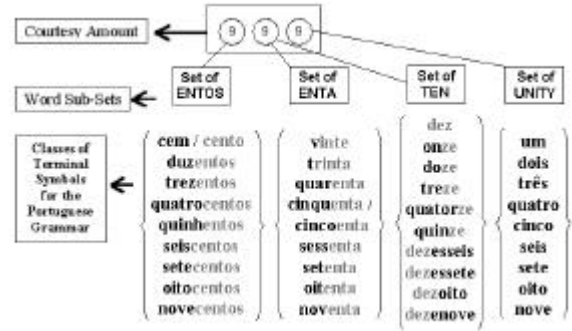 Courtesy Amount
9 9 9
Set of
ENTOS
Set of
ENTA
Set of
TEN
Set of
UNITY
Word Sub-Sets
Classes of
Terminal
Symbols
for the
Portuguese
Grammar
cem / cento
duzentos
trezentos
quatrocentos
quinhentos
seiscentos
setecentos
oitocentos
novecentos
vinte
trinta
quarenta
cinquenta /
cincoenta
sessenta
setenta
oitenta
noventa
dez
onze
doze
treze
quatorze
quinze
dezesseis
dezessete
dezoito
dezenove
um
dois
três
quatro
cinco
seis
sete
oito
nove